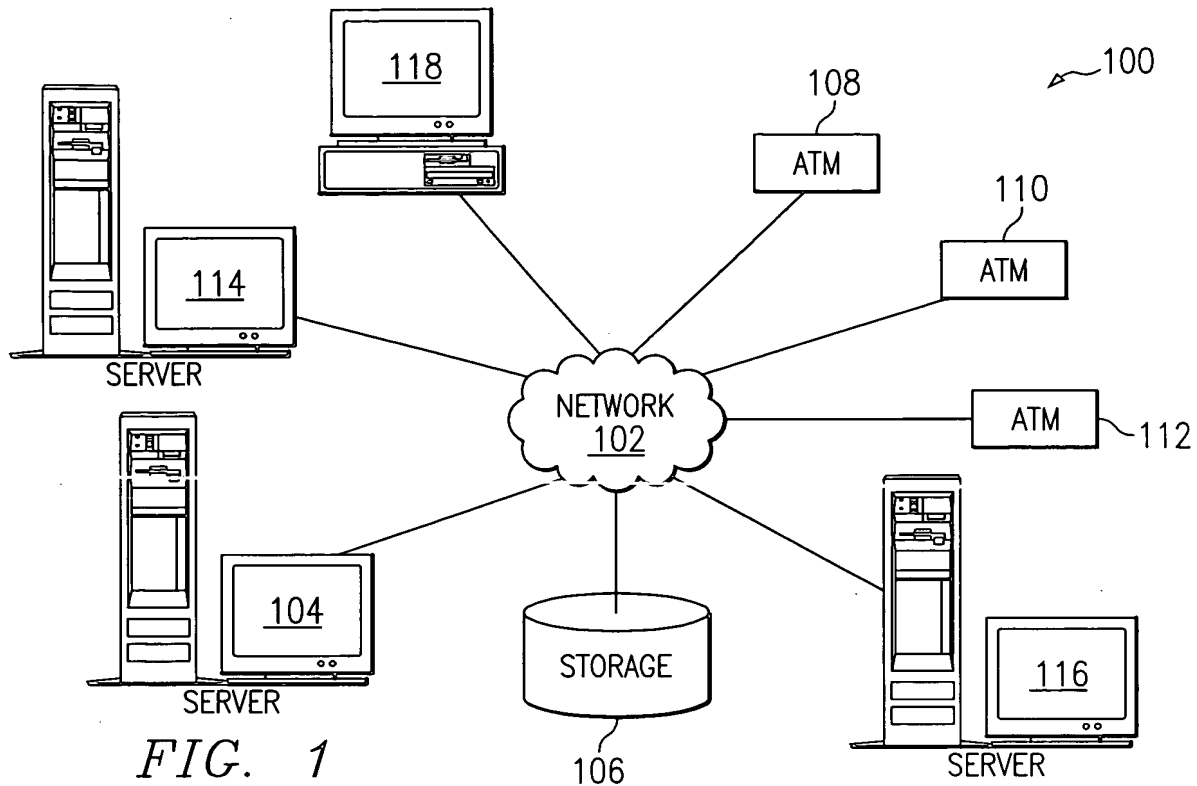 118
100
108
ATM
110
ATM
114
SERVER
NETWORK
102
ATM
112
104
SERVER
STORAGE
106
116
SERVER
FIG. 1